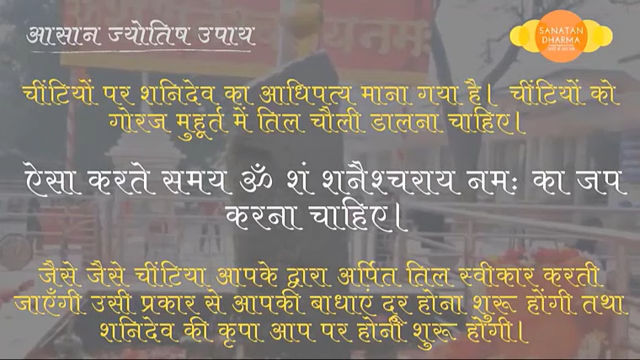 आसान ज्योतिष उपाय
SANATAN
DHARMA
चींटियों पर शनिदेव का आधिपत्य माना गया है। चींटियों को
गोरज मुहूर्त में तिल चौली डालना चाहिए।
ऐसा करते समय ॐ शं शनैश्चराय नमः का जप
करना चाहिए।
जैसे जैसे चींटिया आपके द्वारा अर्पित तिल स्वीकार करती
जाएँगी उसी प्रकार से आपकी बाधाएं दूर होना शुरू होंगी तथा
शनिदेव की कृपा आप पर होनी शुरू होगी।